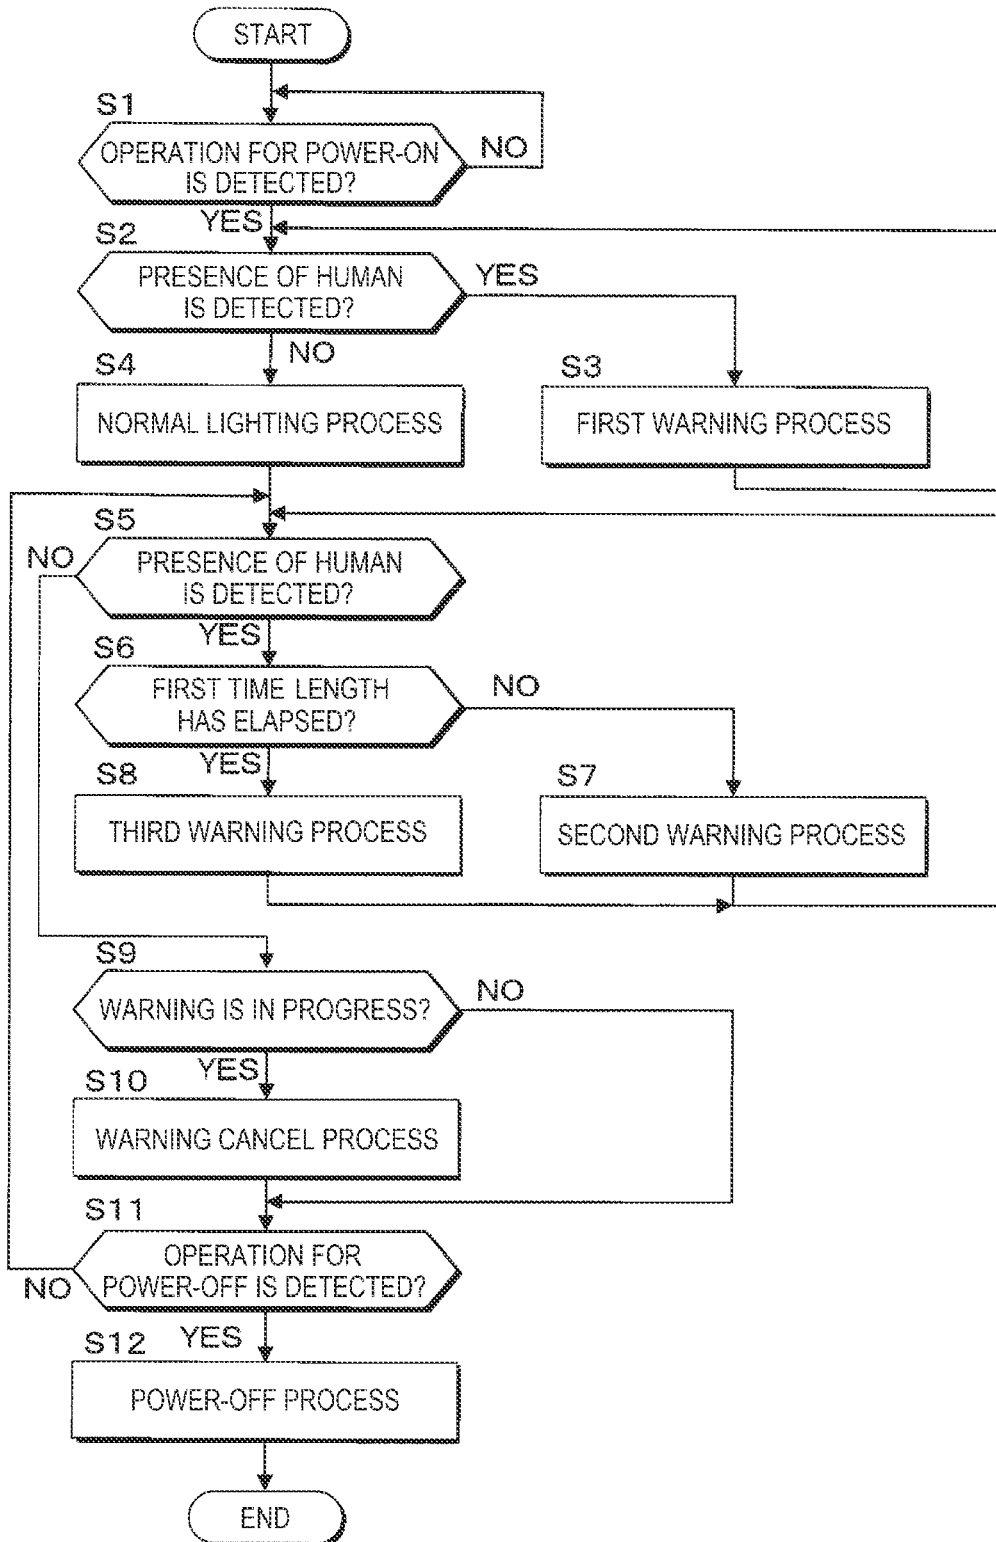 START
S1
OPERATION FOR POWER-ON
IS DETECTED?
NO
YES
S2
PRESENCE OF HUMAN
IS DETECTED?
YES
NO
S4
NORMAL LIGHTING PROCESS
S3
FIRST WARNING PROCESS
S5
NO
PRESENCE OF HUMAN
IS DETECTED?
YES
S6
FIRST TIME LENGTH
HAS ELAPSED?
NO
YES
S8
THIRD WARNING PROCESS
S7
SECOND WARNING PROCESS
S9
WARNING IS IN PROGRESS?
NO
YES
S10
WARNING CANCEL PROCESS
S11
OPERATION FOR
POWER-OFF IS DETECTED?
NO
YES
S12
POWER-OFF PROCESS
END